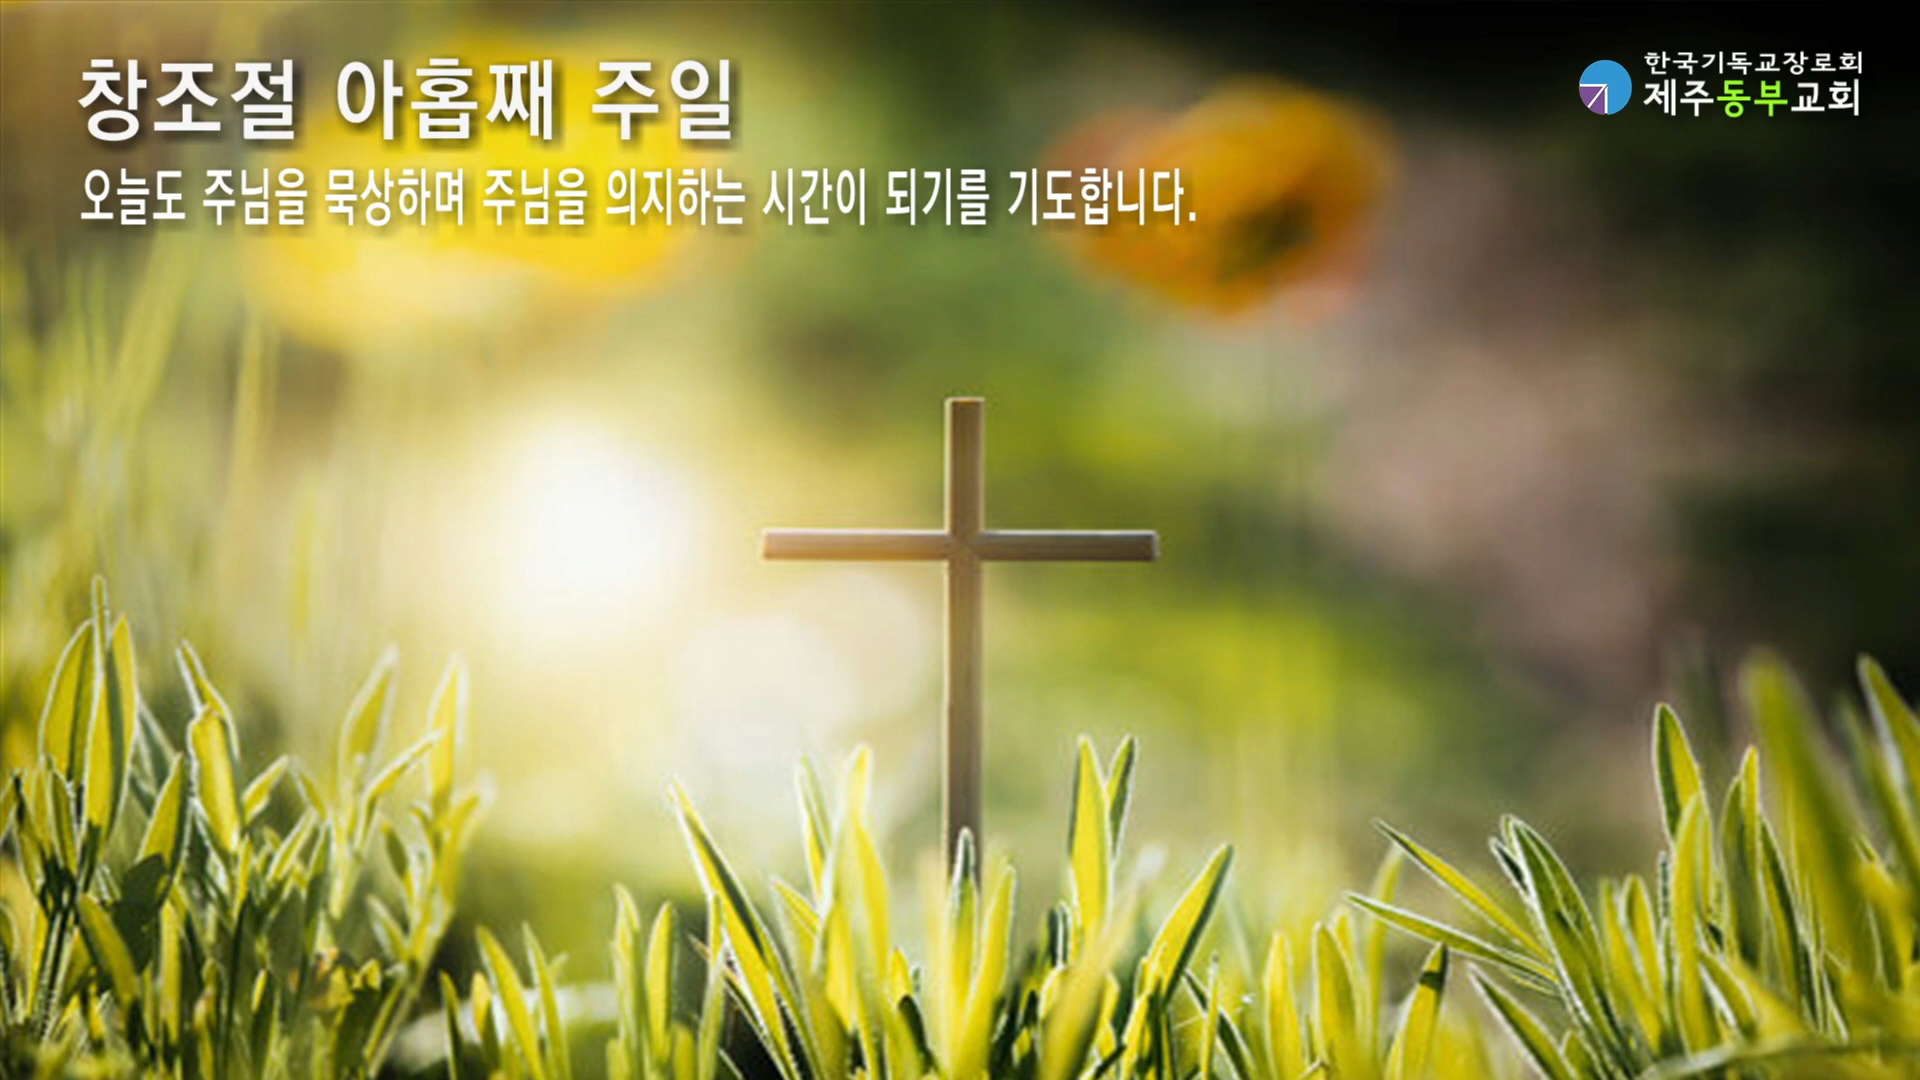 창조절 아홉째 주일
오늘도 주님을 묵상하며 주님을 의지하는 시간이 되기를 기도합니다.
한국기독교장로회
제주동부교회